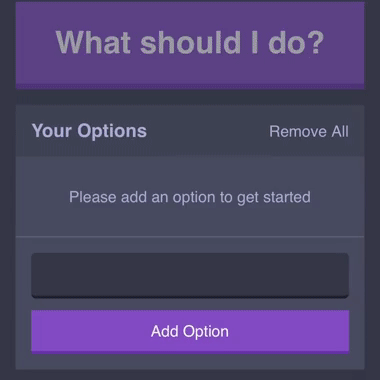 What should I do?
Your Options
Remove All
Please add an option to get started
Add Option